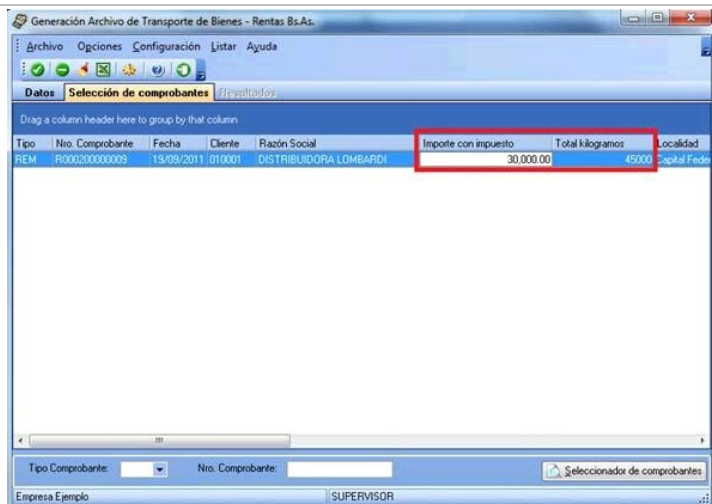 Generación Archivo de Transporte de Bienes - Rentas Bs.As.
Archivo Opciones Configuración Listar Ayuda
Datos Selección de comprobantes Resultados
Drag a column header here to group by that column
Tipo Nro. Comprobante Fecha Cliente Razón Social Importe con impuesto Total kilogramos Localidad
REM R000200000009 19/09/2011 010001 DISTRIBUIDORA LOMBARDI 30,000.00 45000 Capital Feder
Tipo Comprobante: Nro. Comprobante: Seleccionador de comprobantes
Empresa Ejemplo SUPERVISOR